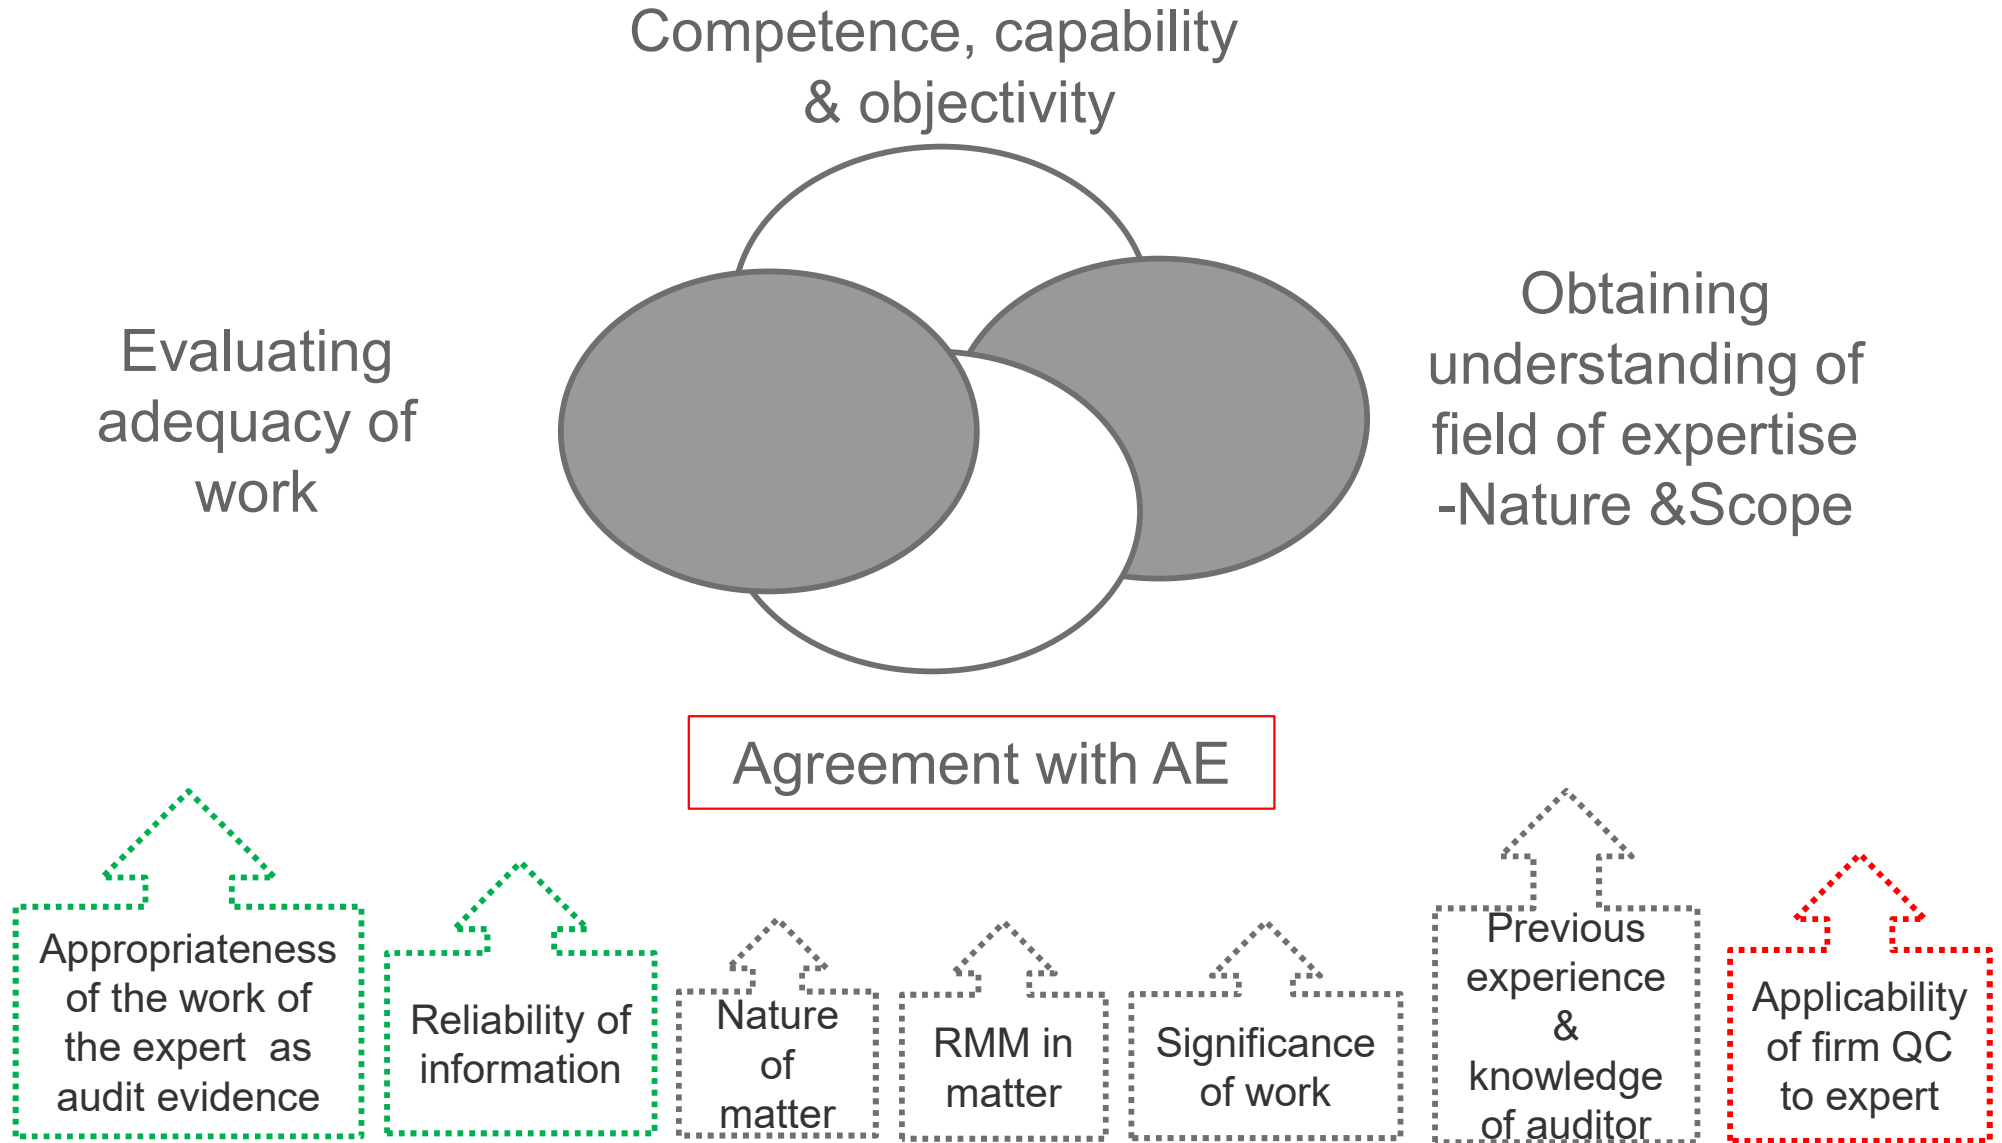 Competence, capability
& objectivity
Evaluating
adequacy of
work
Obtaining
understanding of
field of expertise
-Nature &Scope
Agreement with AE
Appropriateness
of the work of
the expert as
audit evidence
Reliability of
information
Nature
of
matter
RMM in
matter
Significance
of work
Previous
experience
&
knowledge
of auditor
Applicability
of firm QC
to expert